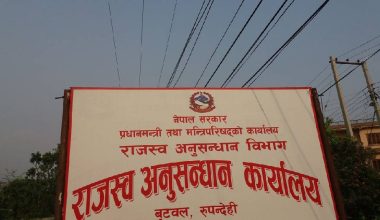 नेपाल सरकार
प्रधानमन्त्री तथा मन्त्रिपरिषद्को कार्यालय
राजस्व अनुसन्धान विभाग
राजस्व अनुसन्धान कार्यालय
बुटवल, रुपन्देही